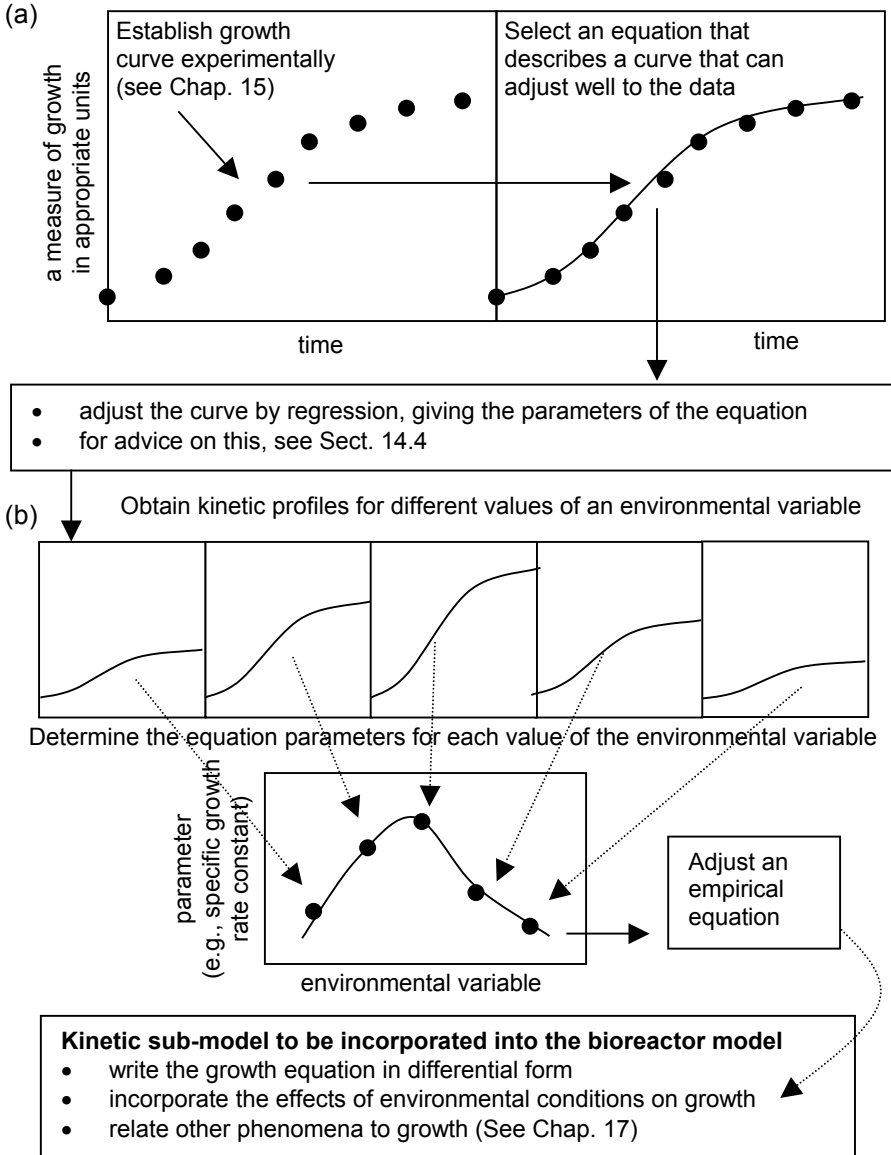 (a)
Establish growth
curve experimentally
(see Chap. 15)
Select an equation that
describes a curve that can
adjust well to the data
a measure of growth
in appropriate units
time
time
• adjust the curve by regression, giving the parameters of the equation
• for advice on this, see Sect. 14.4
(b)
Obtain kinetic profiles for different values of an environmental variable
Determine the equation parameters for each value of the environmental variable
parameter
(e.g., specific growth
rate constant)
environmental variable
Adjust an
empirical
equation
Kinetic sub-model to be incorporated into the bioreactor model
• write the growth equation in differential form
• incorporate the effects of environmental conditions on growth
• relate other phenomena to growth (See Chap. 17)